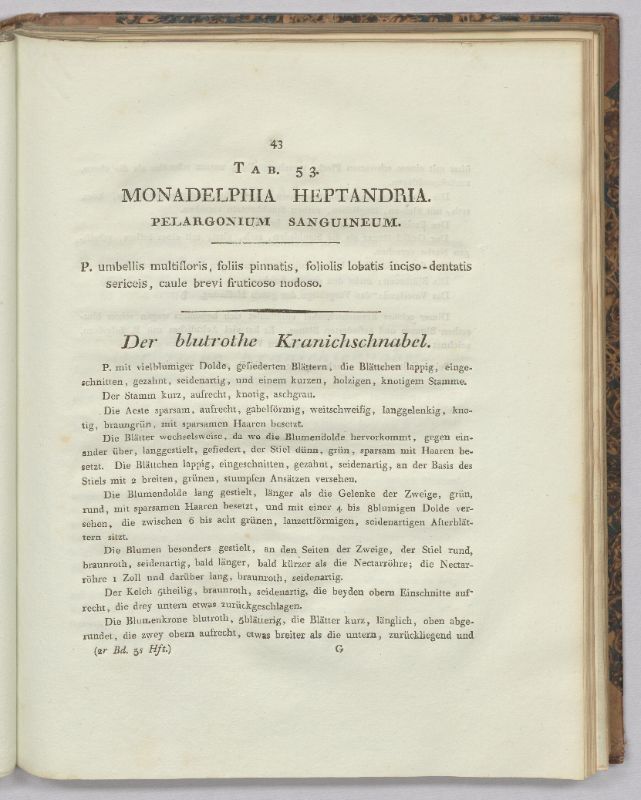 43
TAB. 53.
MONADELPHIA HEPTANDRIA.
PELARGONIUM SANGUINEUM.
P. umbellis multifloris, foliis pinnatis, foliolis lobatis inciso-dentatis
sericeis, caule brevi fruticoso nodoso.
Der blutrothe Kranichschnabel.
P. mit vielblumiger Dolde, gefiederten Blättern, die Blättchen lappig, einge-
schnitten, gezahnt, seidenartig, und einem kurzen, holzigen, knotigem Stamme.
Der Stamm kurz, aufrecht, knotig, aschgrau.
Die Aeste sparsam, aufrecht, gabelförmig, weitschweifig, langgelenkig, kno-
tig, braungrün, mit sparsamen Haaren besetzt.
Die Blätter wechselsweise, da wo die Blumendolde hervorkommt, gegen ein-
ander über, langgestielt, gefiedert, der Stiel dünn, grün, sparsam mit Haaren be-
setzt. Die Blättchen lappig, eingeschnitten, gezahnt, seidenartig, an der Basis des
Stiels mit 2 breiten, grünen, stumpfen Ansätzen versehen.
Die Blumendolde lang gestielt, länger als die Gelenke der Zweige, grün,
rund, mit sparsamen Haaren besetzt, und mit einer 4 bis 8blumigen Dolde ver-
sehen, die zwischen 6 bis acht grünen, lanzettförmigen, seidenartigen Afterblät-
tern sitzt.
Die Blumen besonders gestielt, an den Seiten der Zweige, der Stiel rund,
braunroth, seidenartig, bald länger, bald kürzer als die Nectarröhre; die Nectar-
röhre 1 Zoll und darüber lang, braunroth, seidenartig.
Der Kelch 5theilig, braunroth, seidenartig, die beyden obern Einschnitte auf-
recht, die drey untern etwas zurückgeschlagen.
Die Blumenkrone blutroth, 5blätterig, die Blätter kurz, länglich, oben abge-
rundet, die zwey obern aufrecht, etwas breiter als die untern, zurückliegend und
(2r Bd. 5s Hft.) G